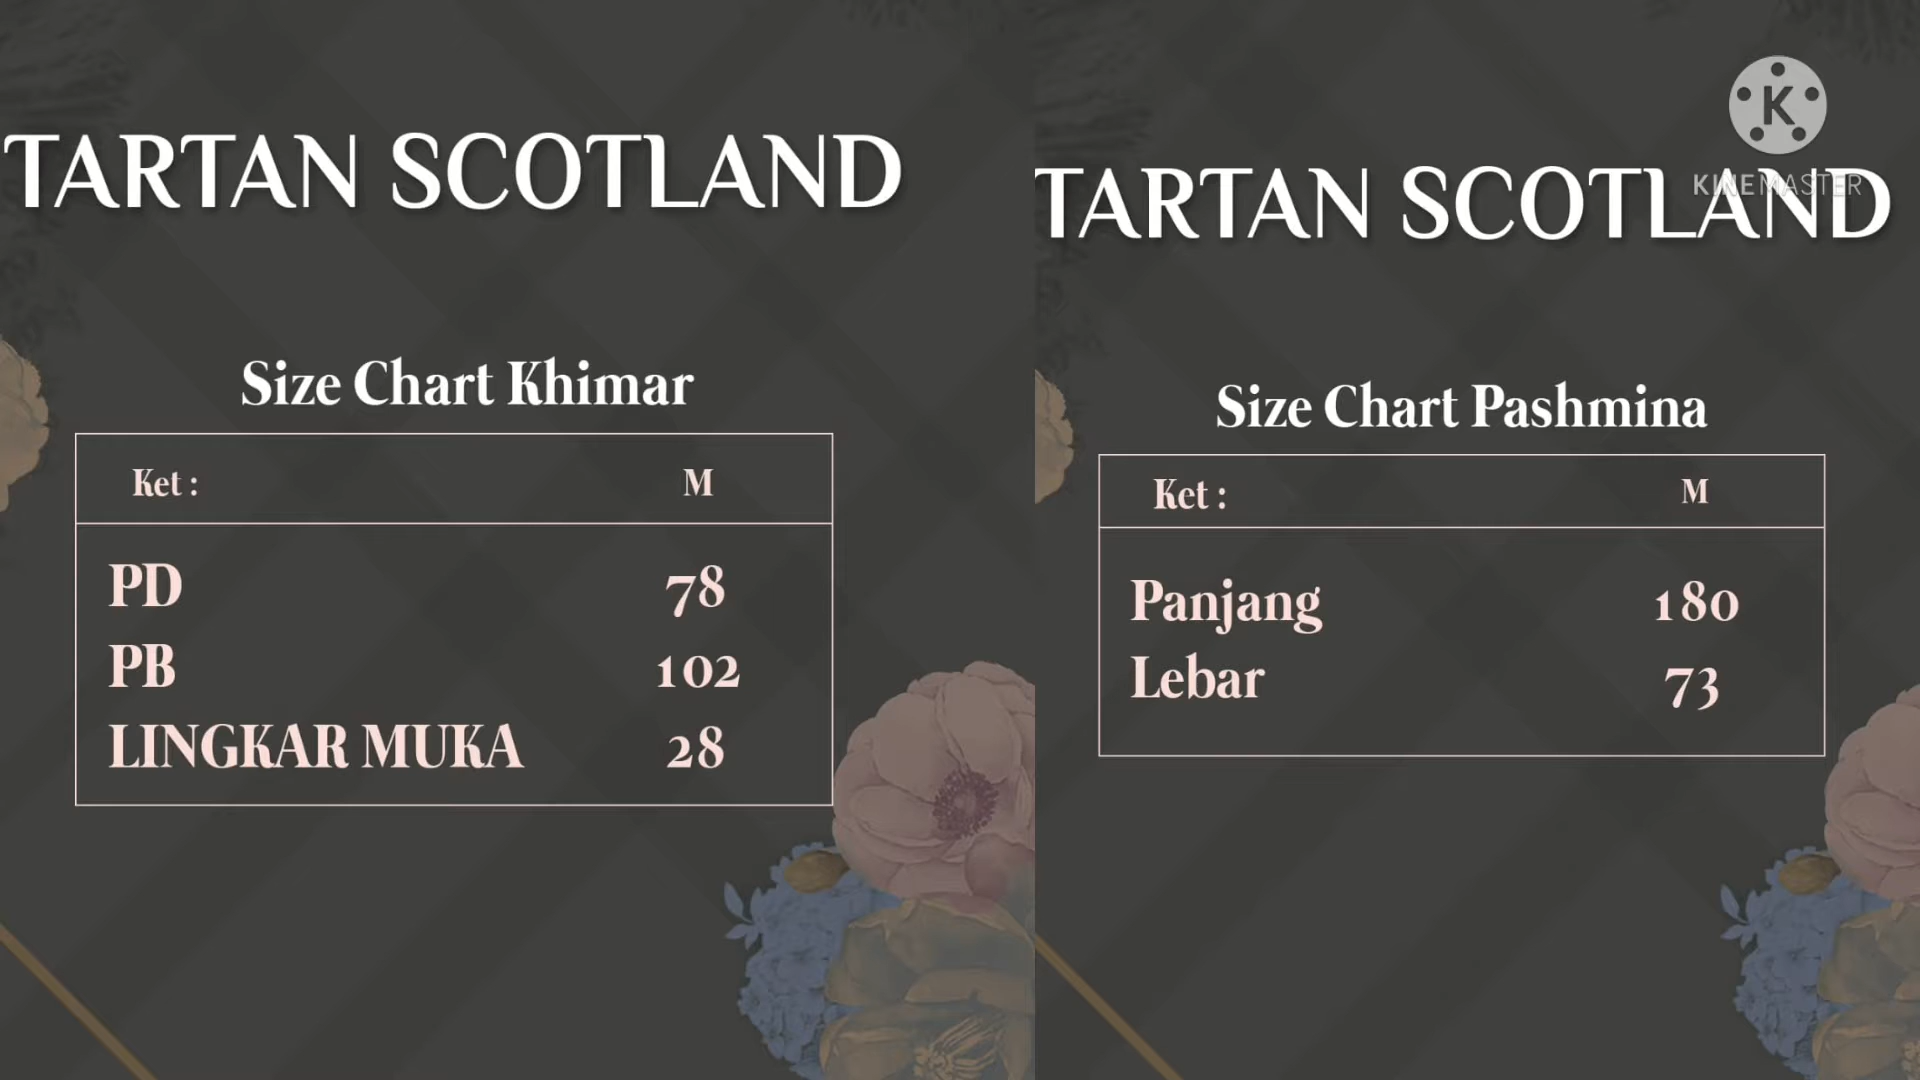 TARTAN SCOTLAND
Size Chart Khimar
Ket : M
PD 78
PB 102
LINGKAR MUKA 28
KINEMASTER
TARTAN SCOTLAND
Size Chart Pashmina
Ket : M
Panjang 180
Lebar 73